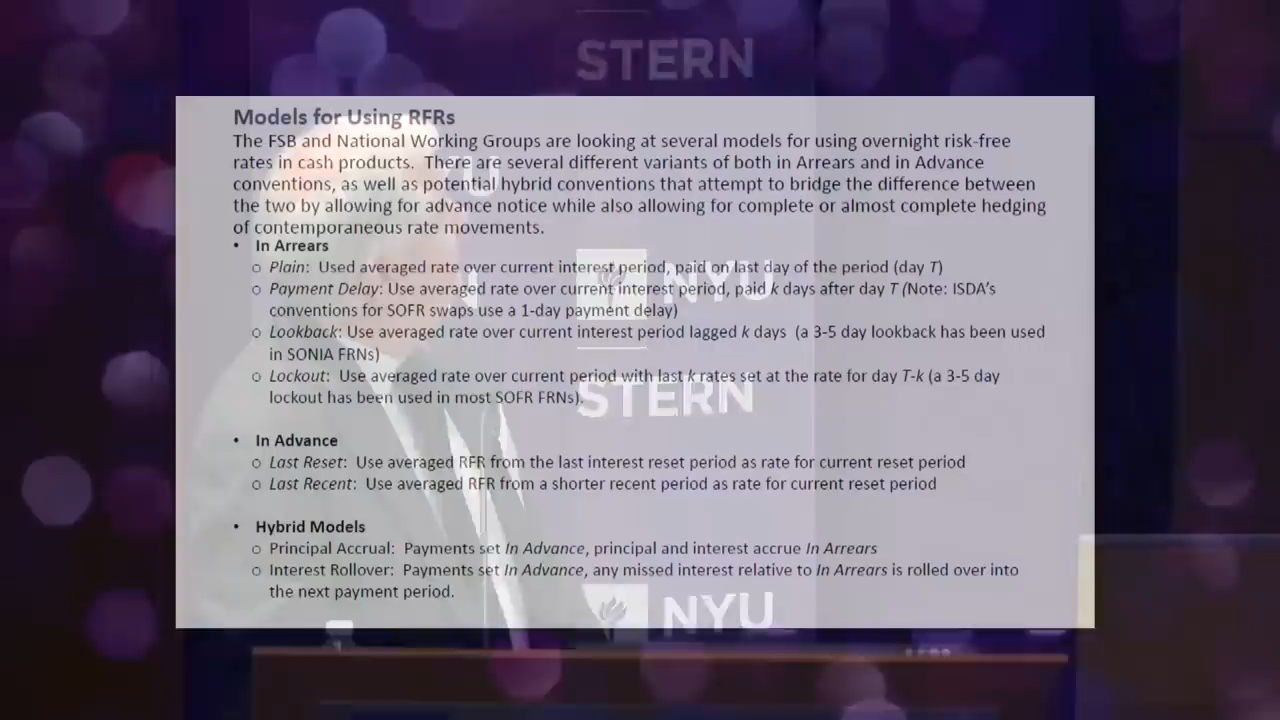 STERN
Models for Using RFRs
The FSB and National Working Groups are looking at several models for using overnight risk-free
rates in cash products.  There are several different variants of both in Arrears and in Advance
conventions, as well as potential hybrid conventions that attempt to bridge the difference between
the two by allowing for advance notice while also allowing for complete or almost complete hedging
of contemporaneous rate movements.
• In Arrears
o Plain:  Used averaged rate over current interest period, paid on last day of the period (day T)
o Payment Delay: Use averaged rate over current interest period, paid k days after day T (Note: ISDA’s
conventions for SOFR swaps use a 1-day payment delay)
o Lookback: Use averaged rate over current interest period lagged k days  (a 3-5 day lookback has been used
in SONIA FRNs)
o Lockout:  Use averaged rate over current period with last k rates set at the rate for day T-k (a 3-5 day
lockout has been used in most SOFR FRNs).
• In Advance
o Last Reset:  Use averaged RFR from the last interest reset period as rate for current reset period
o Last Recent:  Use averaged RFR from a shorter recent period as rate for current reset period
• Hybrid Models
o Principal Accrual:  Payments set In Advance, principal and interest accrue In Arrears
o Interest Rollover:  Payments set In Advance, any missed interest relative to In Arrears is rolled over into
the next payment period.
NYU
STERN
NYU